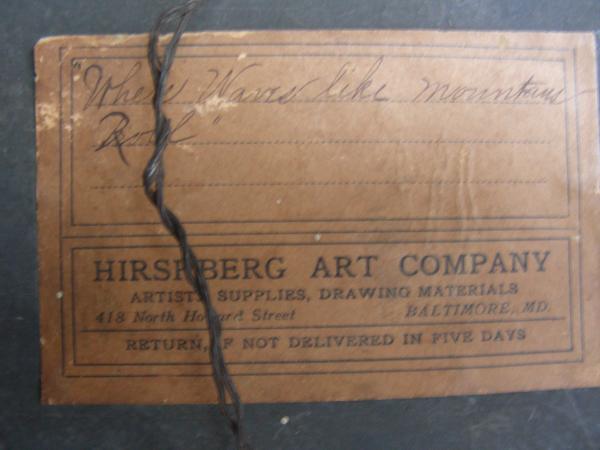 "Where Waves like mountains
Roll"
HIRSHBERG ART COMPANY
ARTISTS SUPPLIES, DRAWING MATERIALS
418 North Howard Street BALTIMORE, MD.
RETURN, IF NOT DELIVERED IN FIVE DAYS